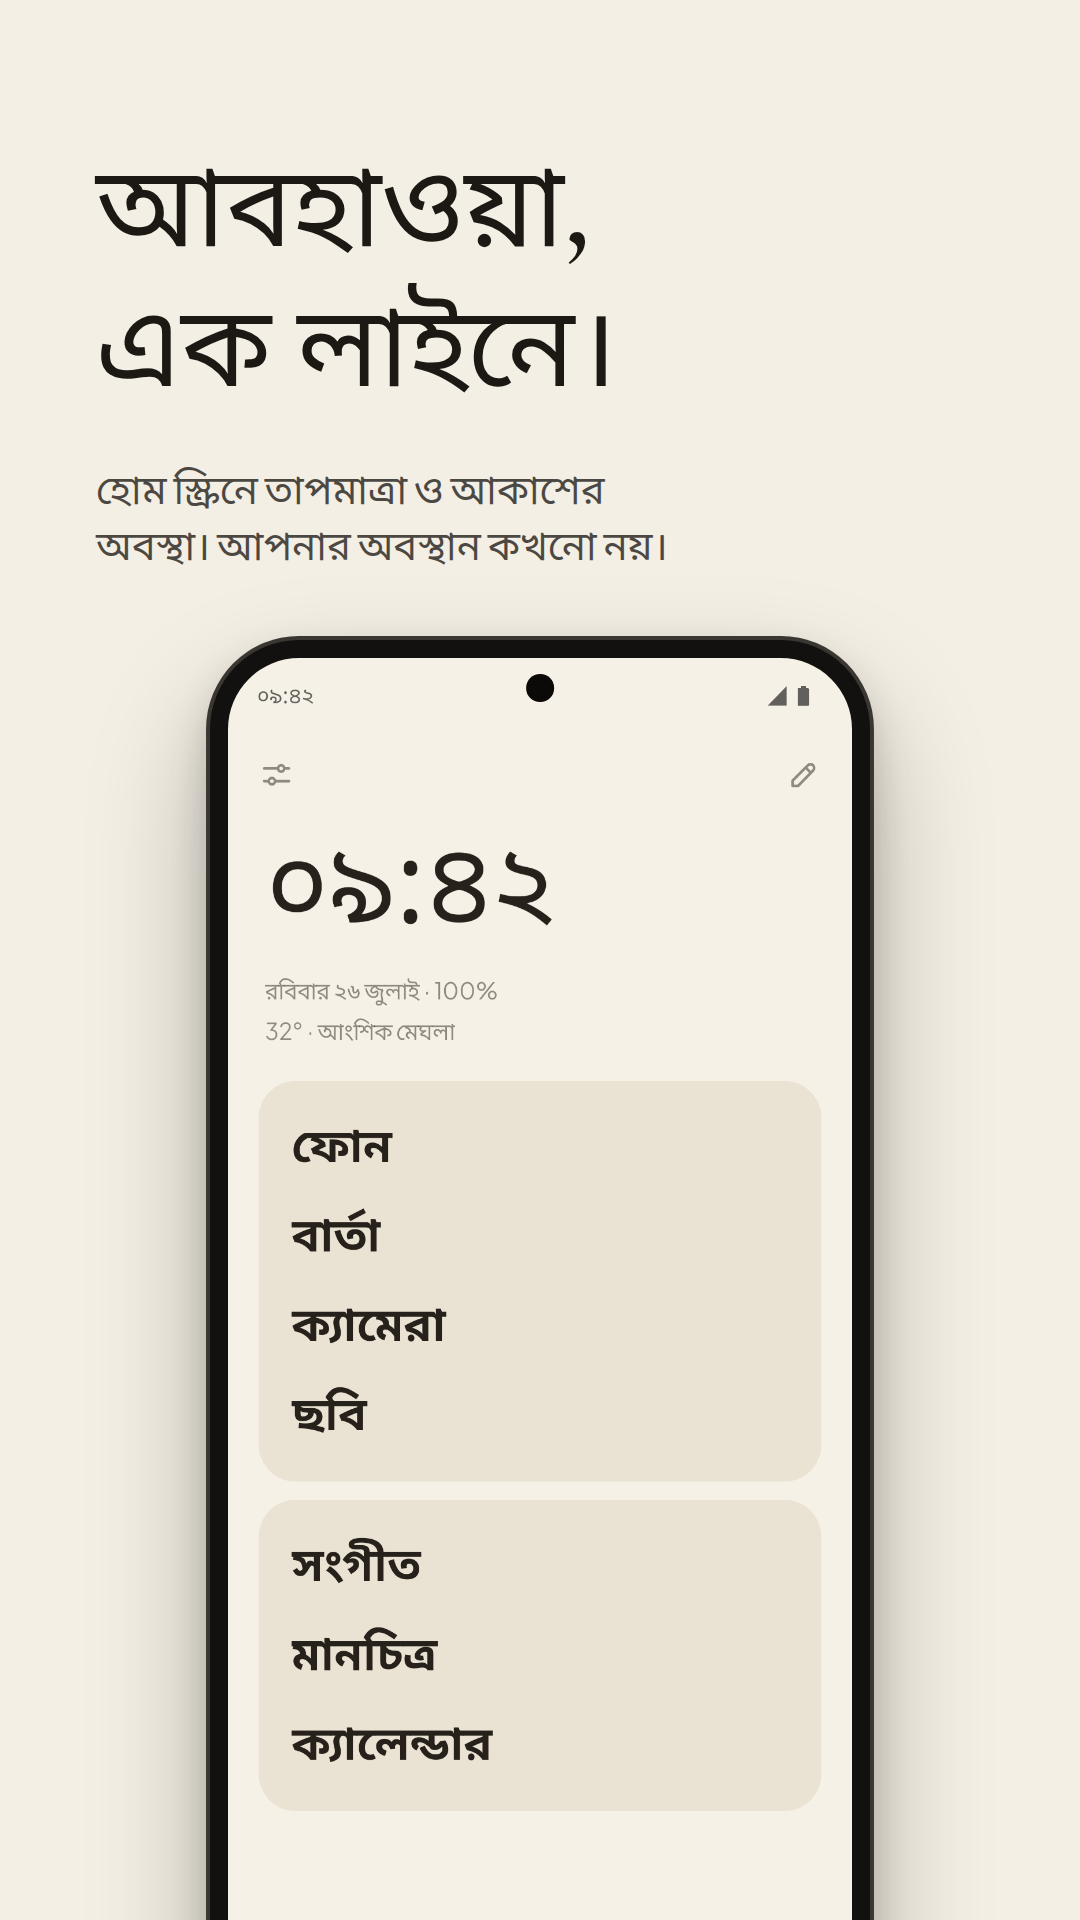 আবহাওয়া,
এক লাইনে।
হোম স্ক্রিনে তাপমাত্রা ও আকাশের
অবস্থা। আপনার অবস্থান কখনো নয়।
০৯:৪২
০৯:৪২
রবিবার ২৬ জুলাই · 100%
32° · আংশিক মেঘলা
ফোন
বার্তা
ক্যামেরা
ছবি
সংগীত
মানচিত্র
ক্যালেন্ডার